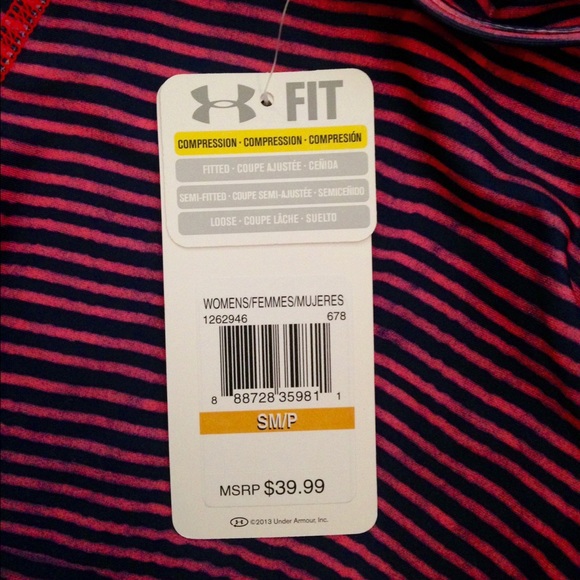 FIT
COMPRESSION · COMPRESSION · COMPRESIÓN
FITTED · COUPE AJUSTÉE · CEÑIDA
SEMI-FITTED · COUPE SEMI-AJUSTÉE · SEMICEÑIDO
LOOSE · COUPE LÂCHE · SUELTO
WOMENS/FEMMES/MUJERES
1262946 678
8 88728 35981 1
SM/P
MSRP $39.99
©2013 Under Armour, Inc.